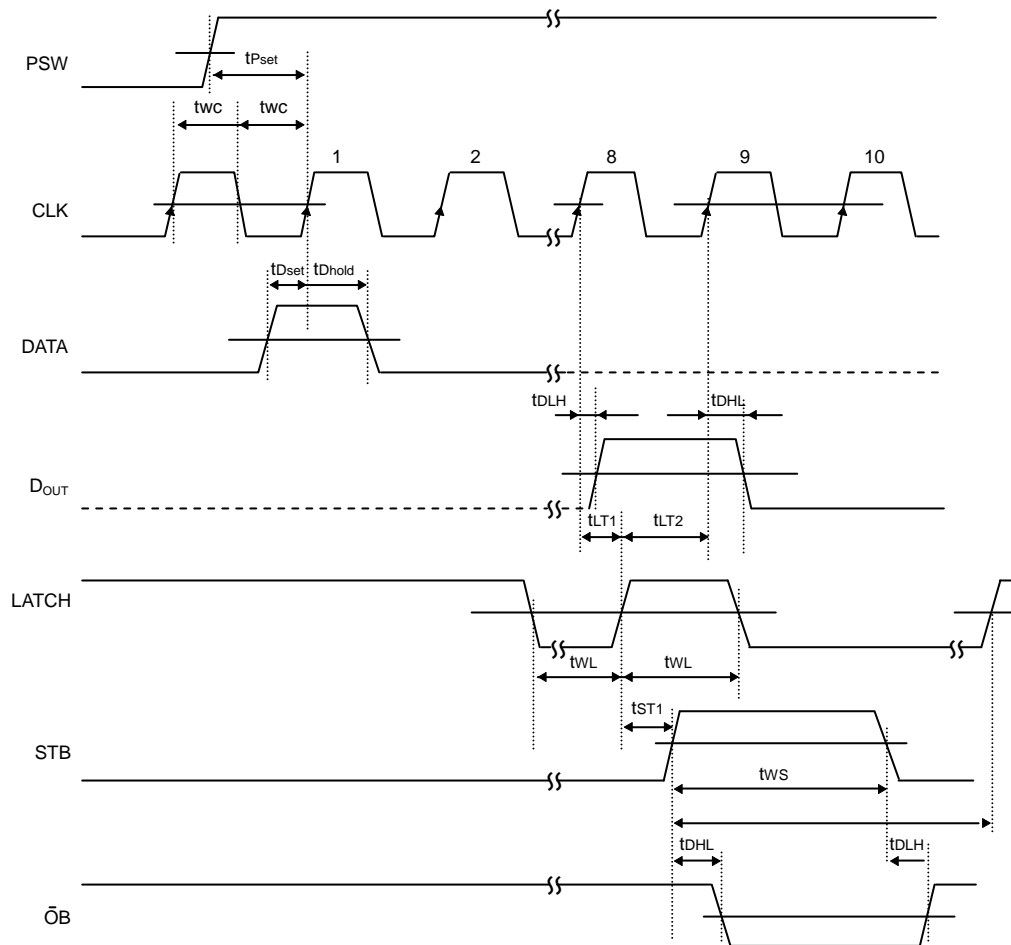 PSW
tPset
twc twc
1 2 8 9 10
CLK
tDset tDhold
DATA
tDLH tDHL
DOUT
tLT1 tLT2
LATCH
tWL tWL
tST1
STB
tWS
tDHL tDLH
ŌB